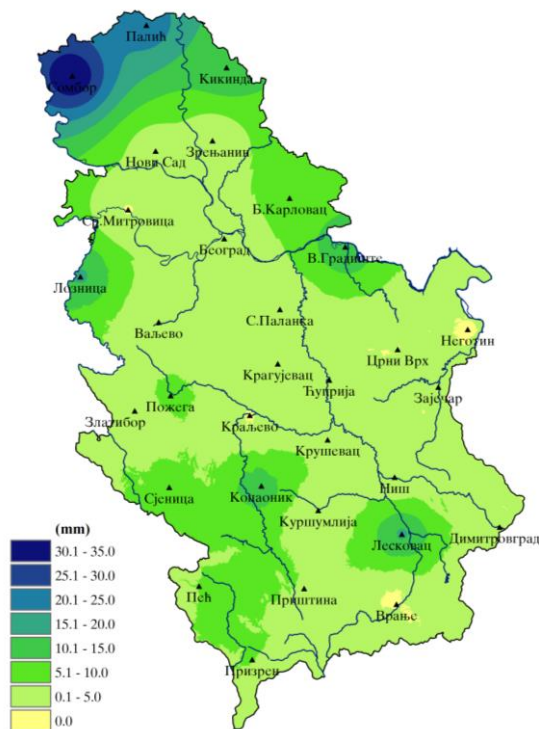 Палић
Сомбор
Кикинда
Зрењанин
Нови Сад
Б.Карловац
Ср.Митровица
Београд
В.Градиште
Лозница
С.Паланка
Ваљево
Неготин
Црни Врх
Крагујевац
Ћуприја
Зајечар
Пожега
Златибор
Краљево
Крушевац
Ниш
Сјеница
Копаоник
Куршумлија
Димитровград
Лесковац
(mm)
30.1 - 35.0
25.1 - 30.0
20.1 - 25.0
15.1 - 20.0
10.1 - 15.0
5.1 - 10.0
0.1 - 5.0
0.0
Пећ
Приштина
Врање
Призрен